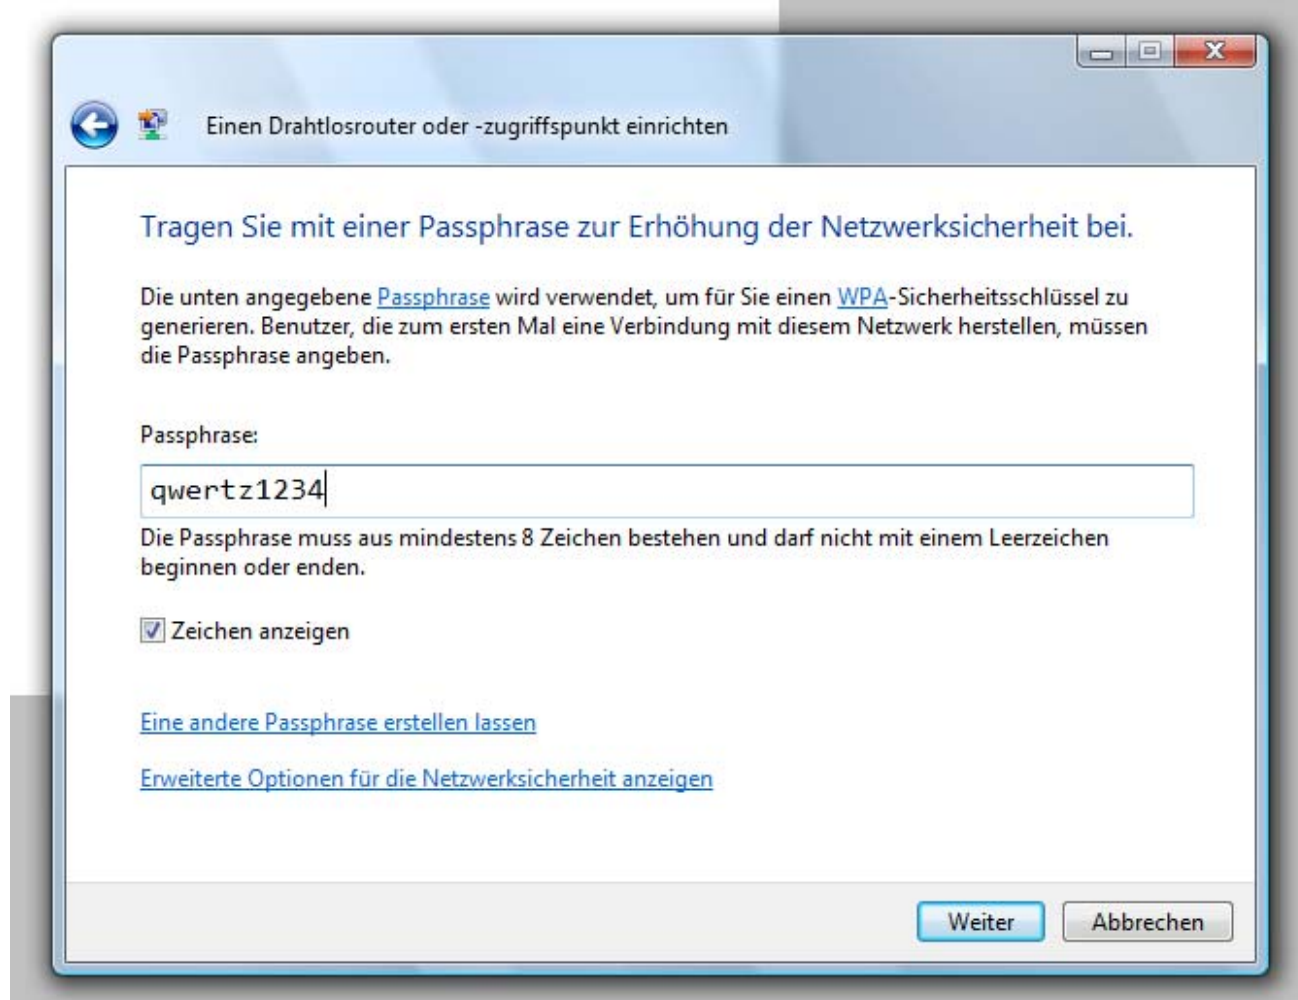 Einen Drahtlosrouter oder -zugriffspunkt einrichten
Tragen Sie mit einer Passphrase zur Erhöhung der Netzwerksicherheit bei.
Die unten angegebene Passphrase wird verwendet, um für Sie einen WPA-Sicherheitsschlüssel zu
generieren. Benutzer, die zum ersten Mal eine Verbindung mit diesem Netzwerk herstellen, müssen
die Passphrase angeben.
Passphrase:
qwertz1234
Die Passphrase muss aus mindestens 8 Zeichen bestehen und darf nicht mit einem Leerzeichen
beginnen oder enden.
Zeichen anzeigen
Eine andere Passphrase erstellen lassen
Erweiterte Optionen für die Netzwerksicherheit anzeigen
Weiter Abbrechen